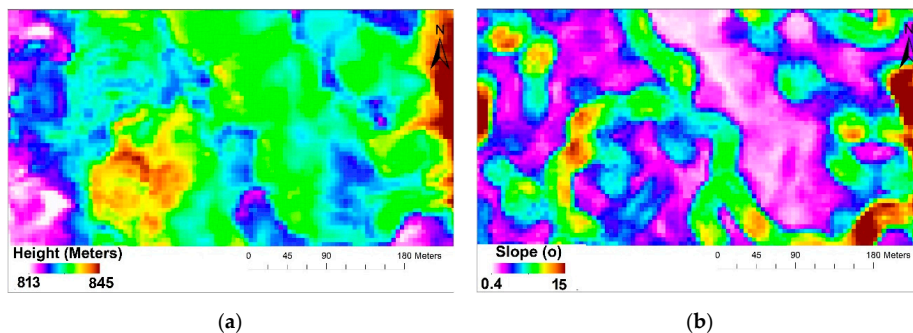 N
Height (Meters)
813 845
0 45 90 180 Meters
(a)
N
Slope (o)
0.4 15
0 45 90 180 Meters
(b)